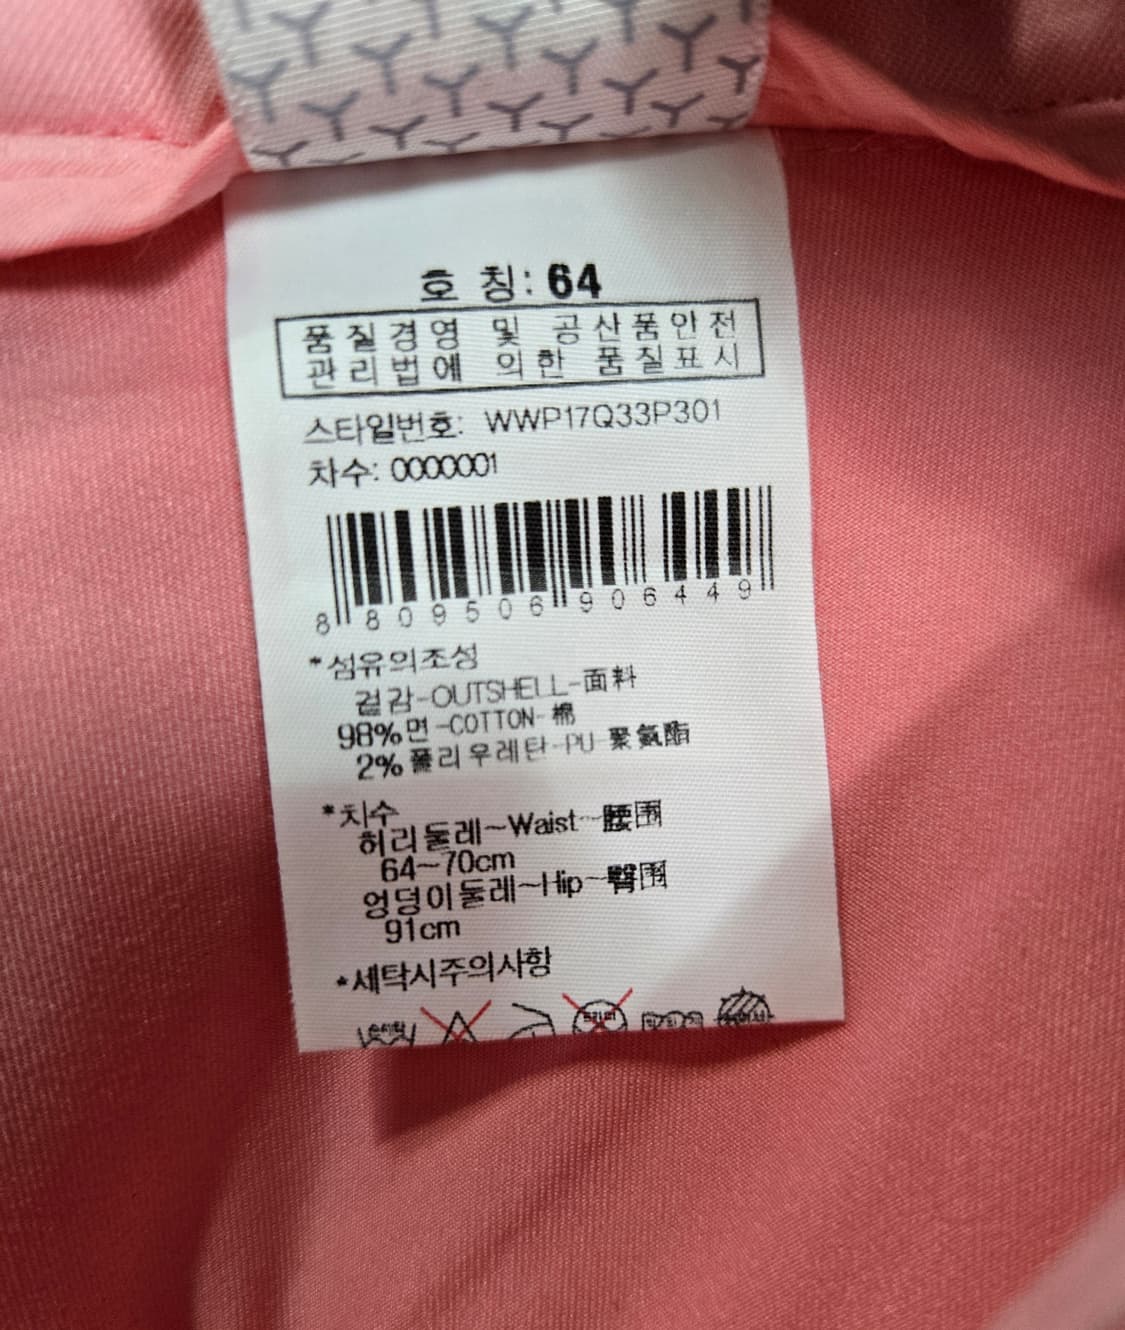 호 칭: 64
품질경영 및 공산품안전
관리법에 의한 품질표시
스타일번호: WWP17Q33P301
차수: 0000001
8 809506 906449
*섬유의조성
겉감-OUTSHELL-面料
98%면-COTTON-棉
2%폴리우레탄-PU-聚氨酯
*치수
허리둘레~Waist~腰围
64~70cm
엉덩이둘레~Hip~臀围
91cm
*세탁시주의사항